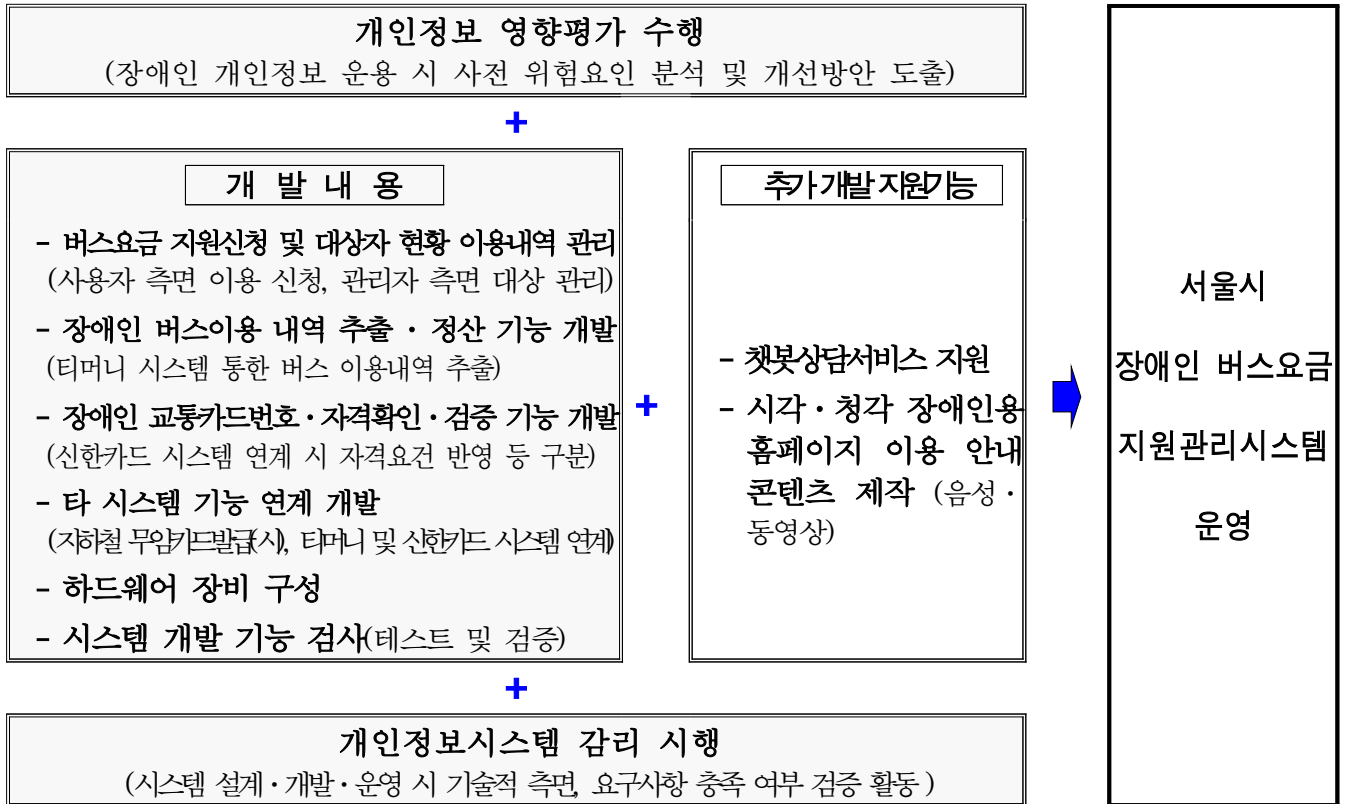 개인정보 영향평가 수행
(장애인 개인정보 운용 시 사전 위험요인 분석 및 개선방안 도출)
+
개 발 내 용
- 버스요금 지원신청 및 대상자 현황 이용내역 관리
(사용자 측면 이용 신청, 관리자 측면 대상 관리)
- 장애인 버스이용 내역 추출·정산 기능 개발
(티머니 시스템 통한 버스 이용내역 추출)
- 장애인 교통카드번호·자격확인·검증 기능 개발
(신한카드 시스템 연계 시 자격요건 반영 등 구분)
- 타 시스템 기능 연계 개발
(지하철 무임카드발급(시), 티머니 및 신한카드 시스템 연계)
- 하드웨어 장비 구성
- 시스템 개발 기능 검사(테스트 및 검증)
+
추가 개발 지원기능
- 챗봇상담서비스 지원
- 시각·청각 장애인용
홈페이지 이용 안내
콘텐츠 제작 (음성·
동영상)
+
개인정보시스템 감리 시행
(시스템 설계·개발·운영 시 기술적 측면, 요구사항 충족 여부 검증 활동)
서울시
장애인 버스요금
지원관리시스템
운영